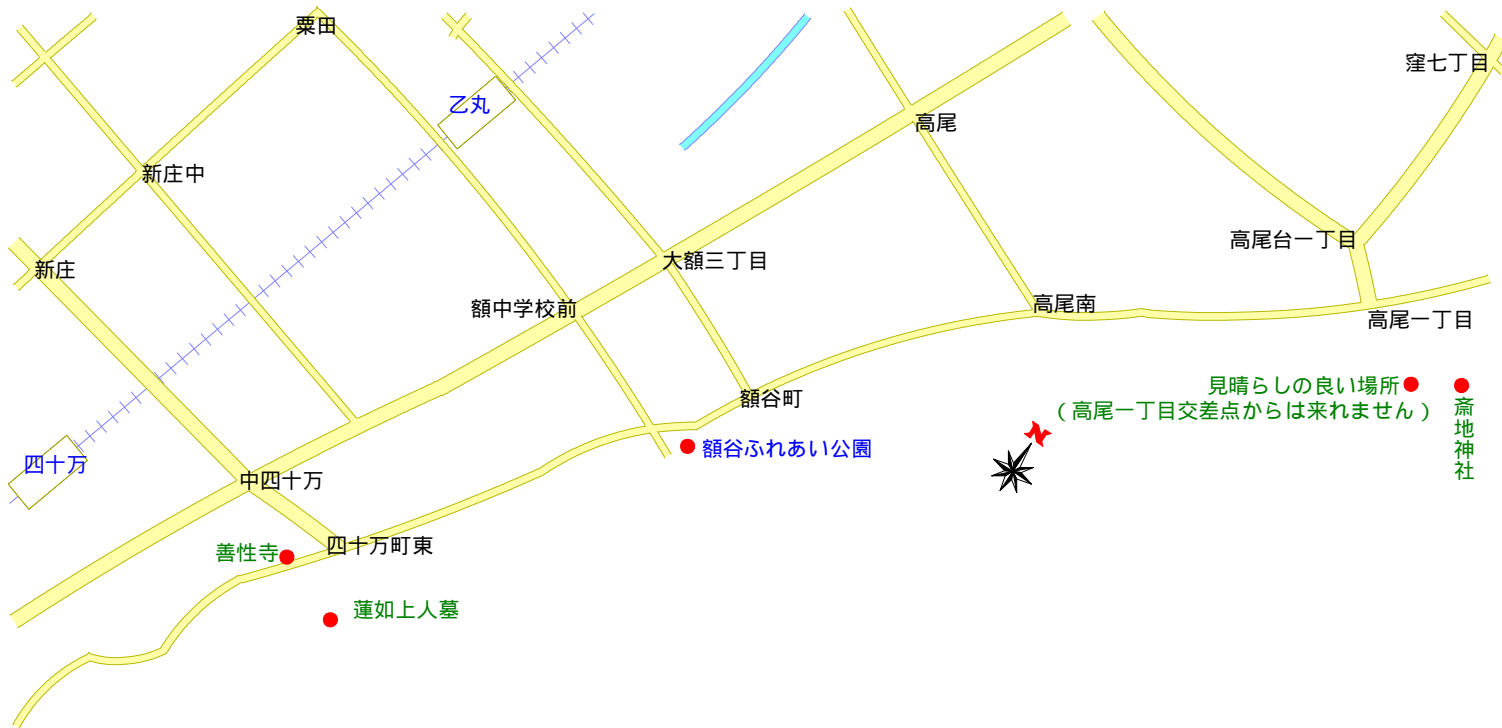 粟田
窪七丁目
乙丸
高尾
新庄中
高尾台一丁目
大額三丁目
新庄
額中学校前
高尾南
高尾一丁目
見晴らしの良い場所
（高尾一丁目交差点からは来れません）
額谷町
斎地神社
額谷ふれあい公園
四十万
中四十万
四十万町東
善性寺
蓮如上人墓
N